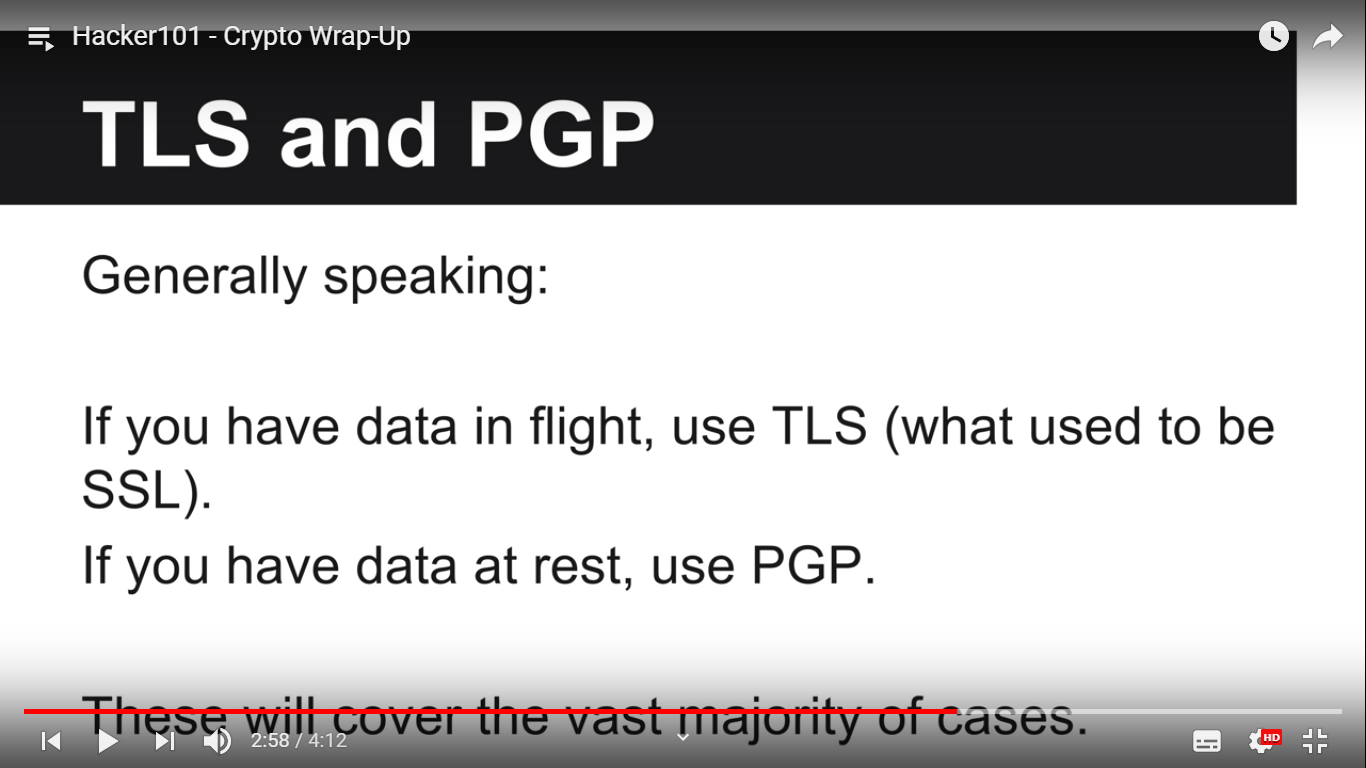 Hacker101 - Crypto Wrap-Up
TLS and PGP
Generally speaking:
If you have data in flight, use TLS (what used to be
SSL).
If you have data at rest, use PGP.
These will cover the vast majority of cases.
2:58 / 4:12
HD